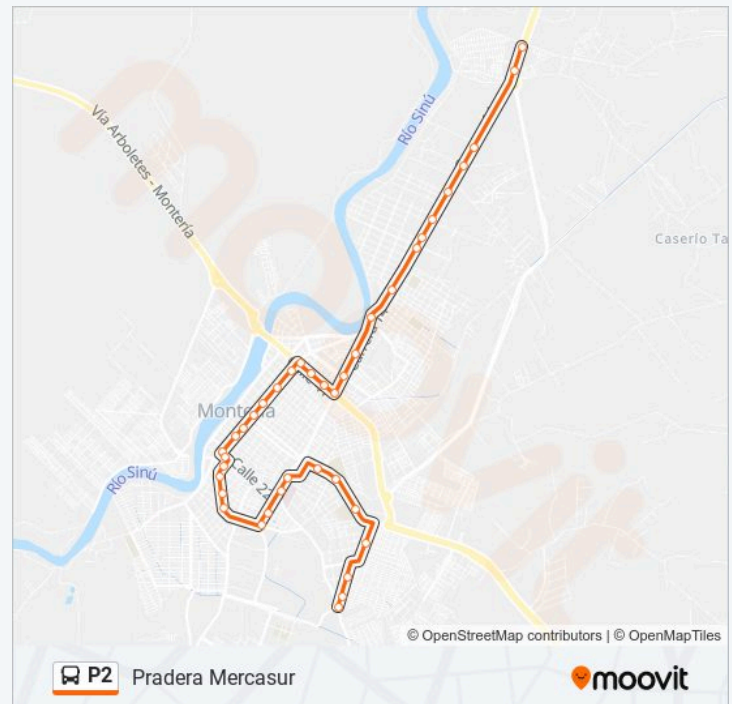 Río Sinú
Vía Arboletes - Montería
Caserío Ta
Montería
Calle 22
Río Sinú
© OpenStreetMap contributors | © OpenMapTiles
P2 Pradera Mercasur
moovit